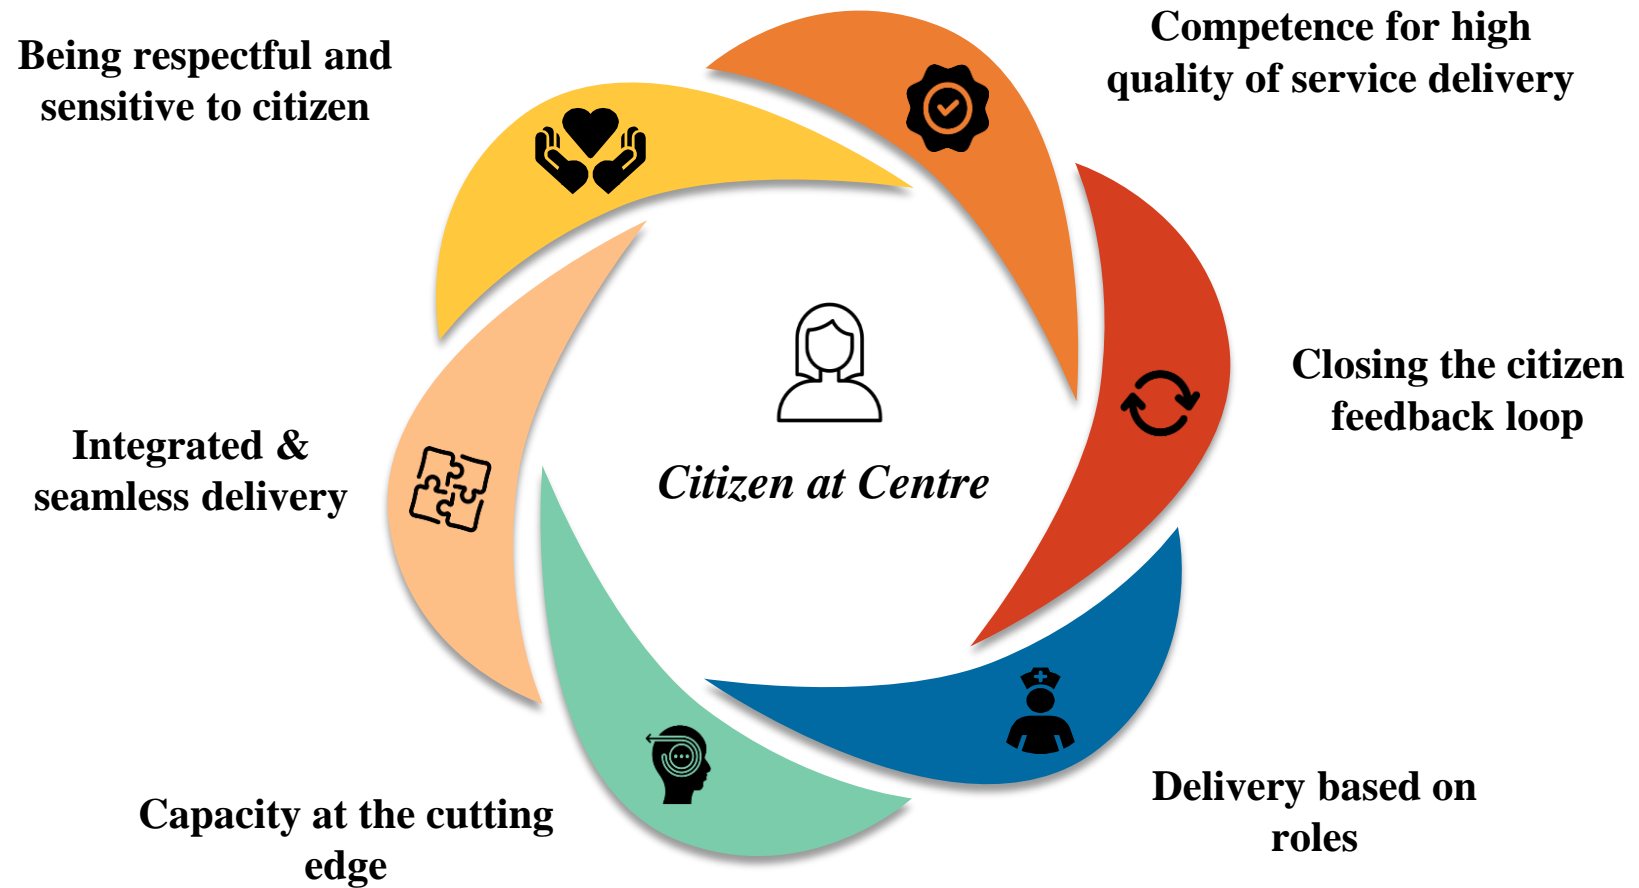 Being respectful and
sensitive to citizen
Competence for high
quality of service delivery
Closing the citizen
feedback loop
Integrated &
seamless delivery
Citizen at Centre
Delivery based on
roles
Capacity at the cutting
edge